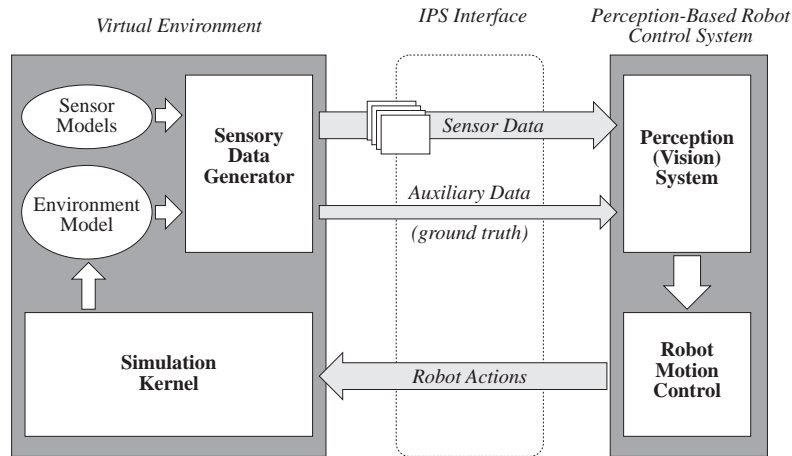 Virtual Environment
IPS Interface
Perception-Based Robot
Control System
Sensor
Models
Sensory
Data
Generator
Environment
Model
Sensor Data
Auxiliary Data
(ground truth)
Perception
(Vision)
System
Simulation
Kernel
Robot Actions
Robot
Motion
Control